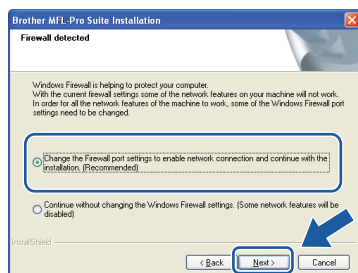 Brother MFL-Pro Suite Installation
Firewall detected
Windows Firewall is helping to protect your computer.
With the current firewall settings some of the network features on your machine will not work.
In order for all the network features of the machine to work, some of the Windows Firewall port
settings need to be changed.
Change the Firewall port settings to enable network connection and continue with the
installation. (Recommended)
Continue without changing the Windows Firewall settings. (Some network features will be
disabled)
InstallShield
< Back
Next >
Cancel